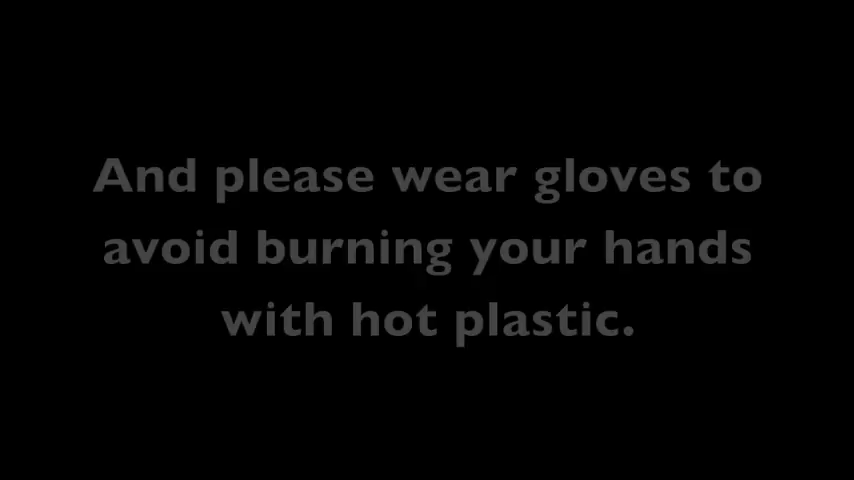 And please wear gloves to
avoid burning your hands
with hot plastic.